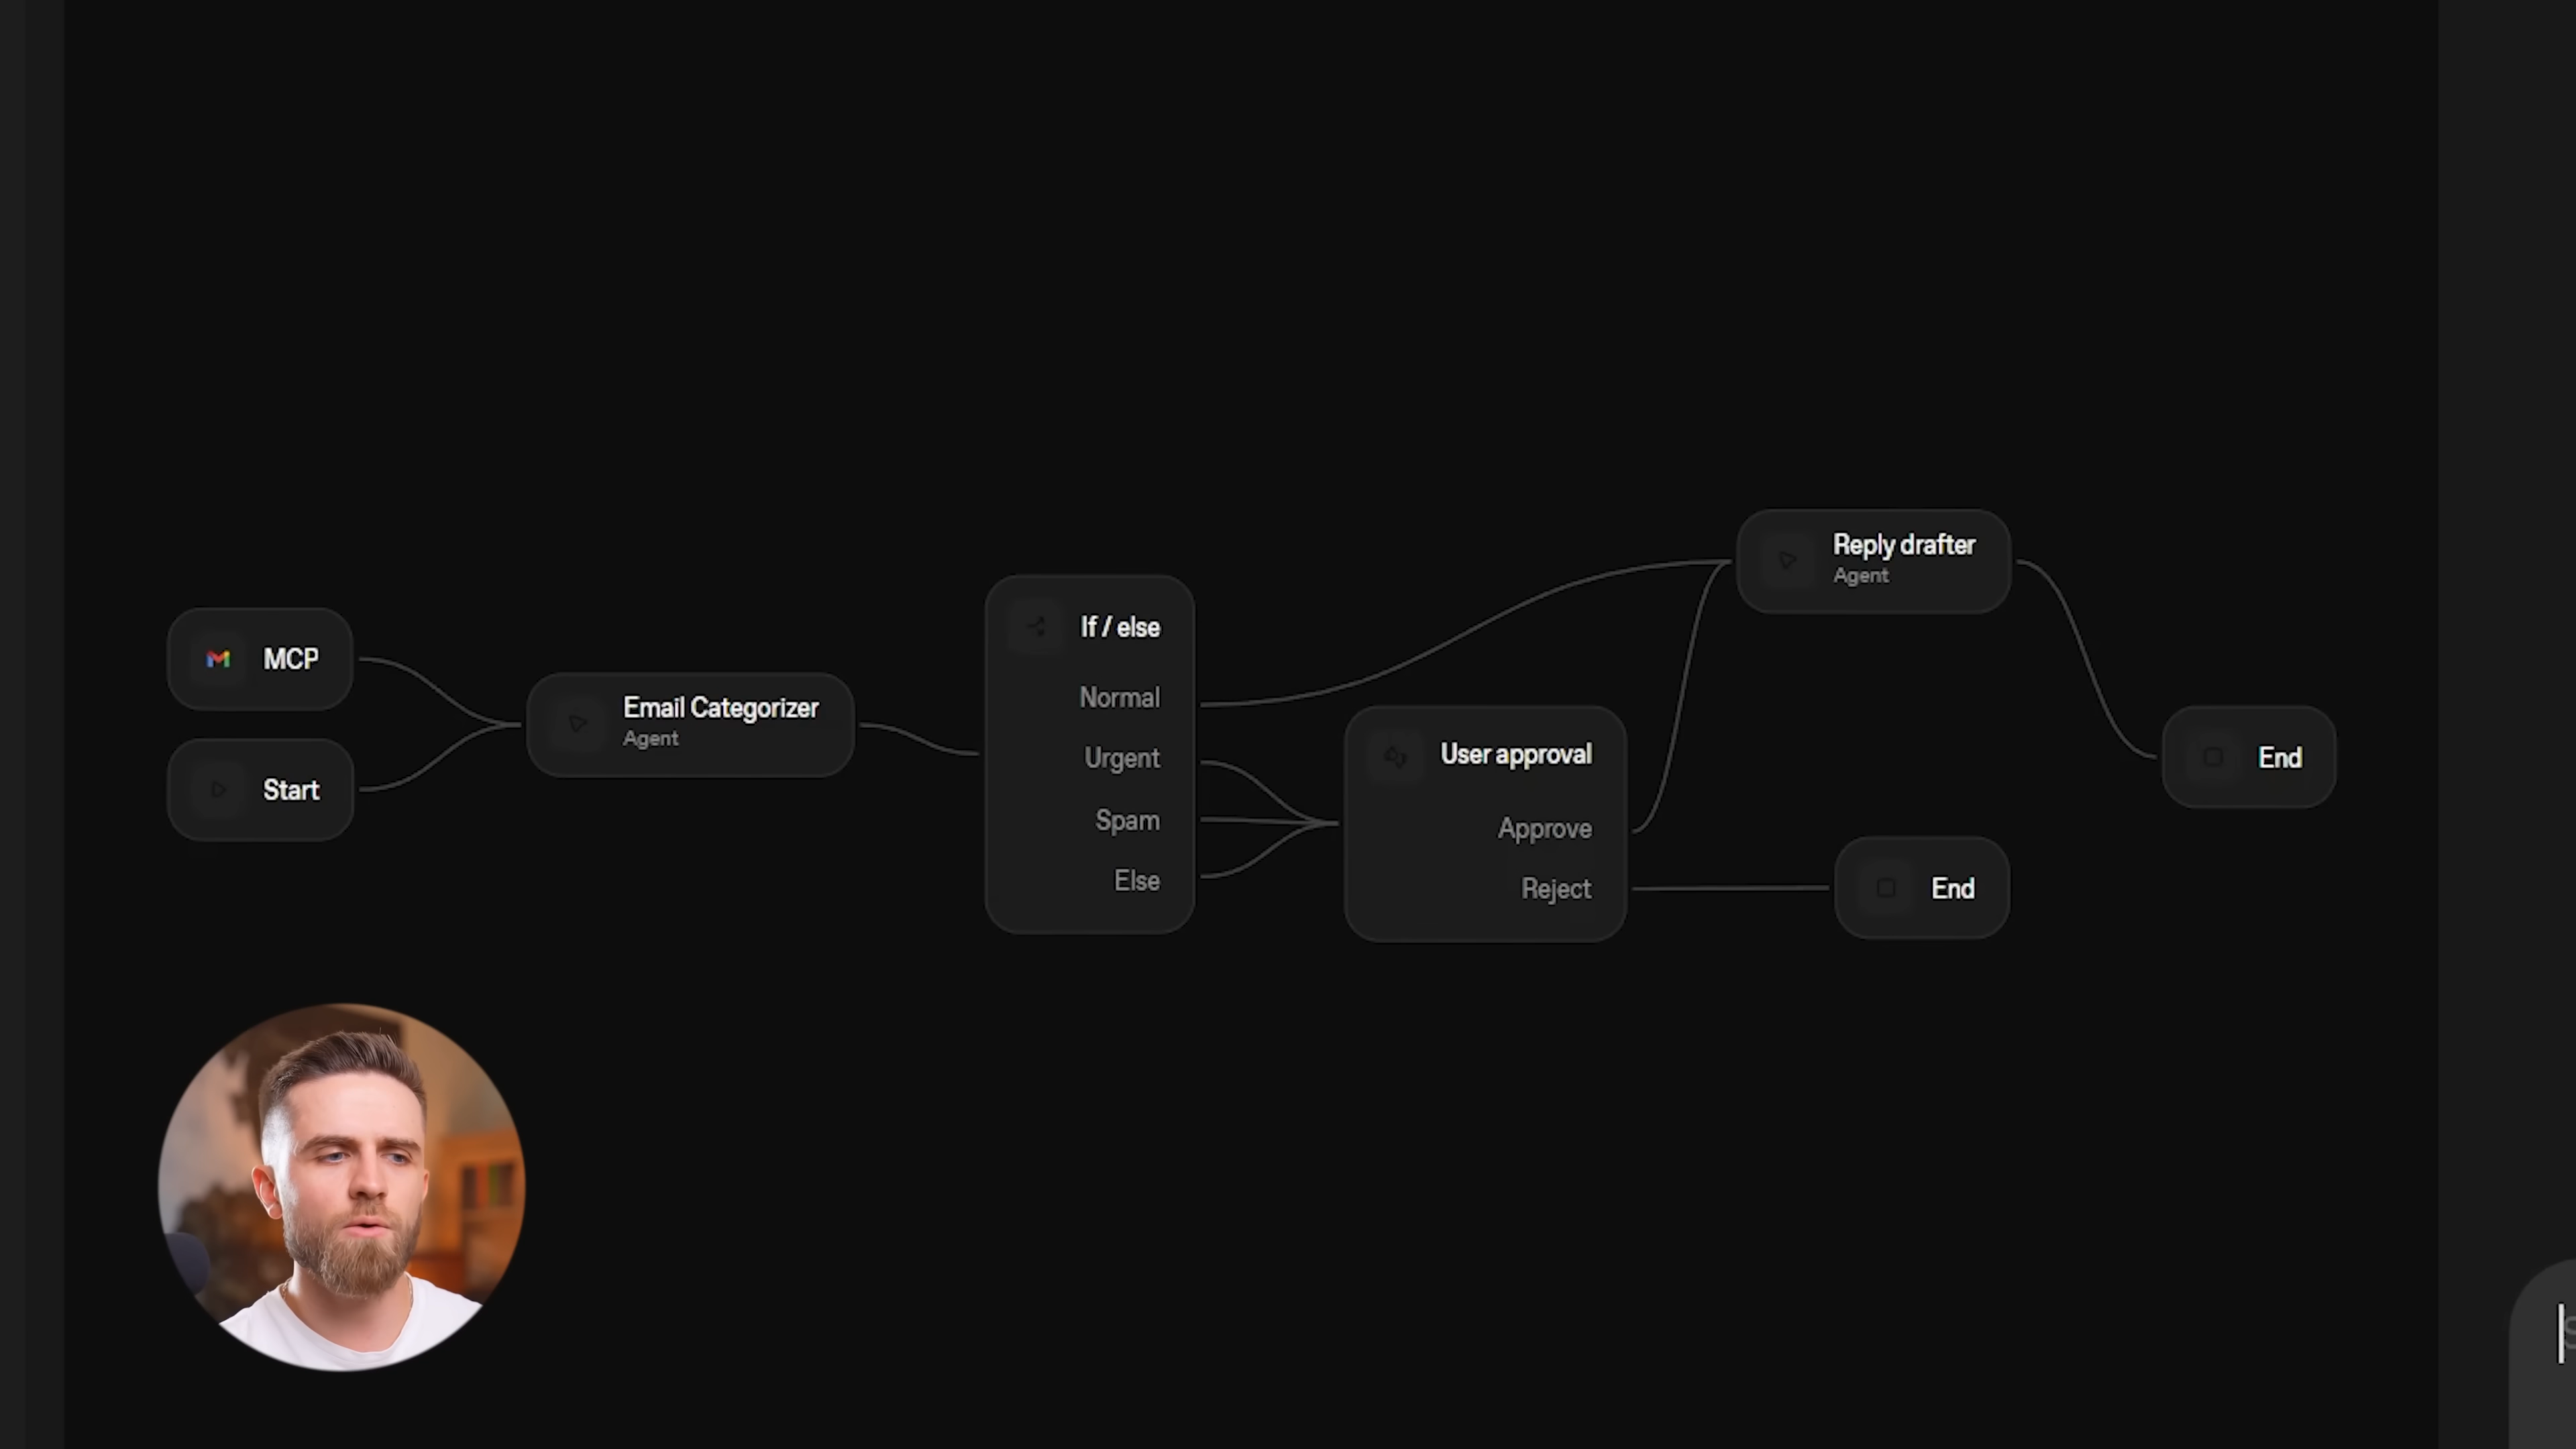 MCP
Start
Email Categorizer
Agent
If / else
Normal
Urgent
Spam
Else
User approval
Approve
Reject
Reply drafter
Agent
End
End